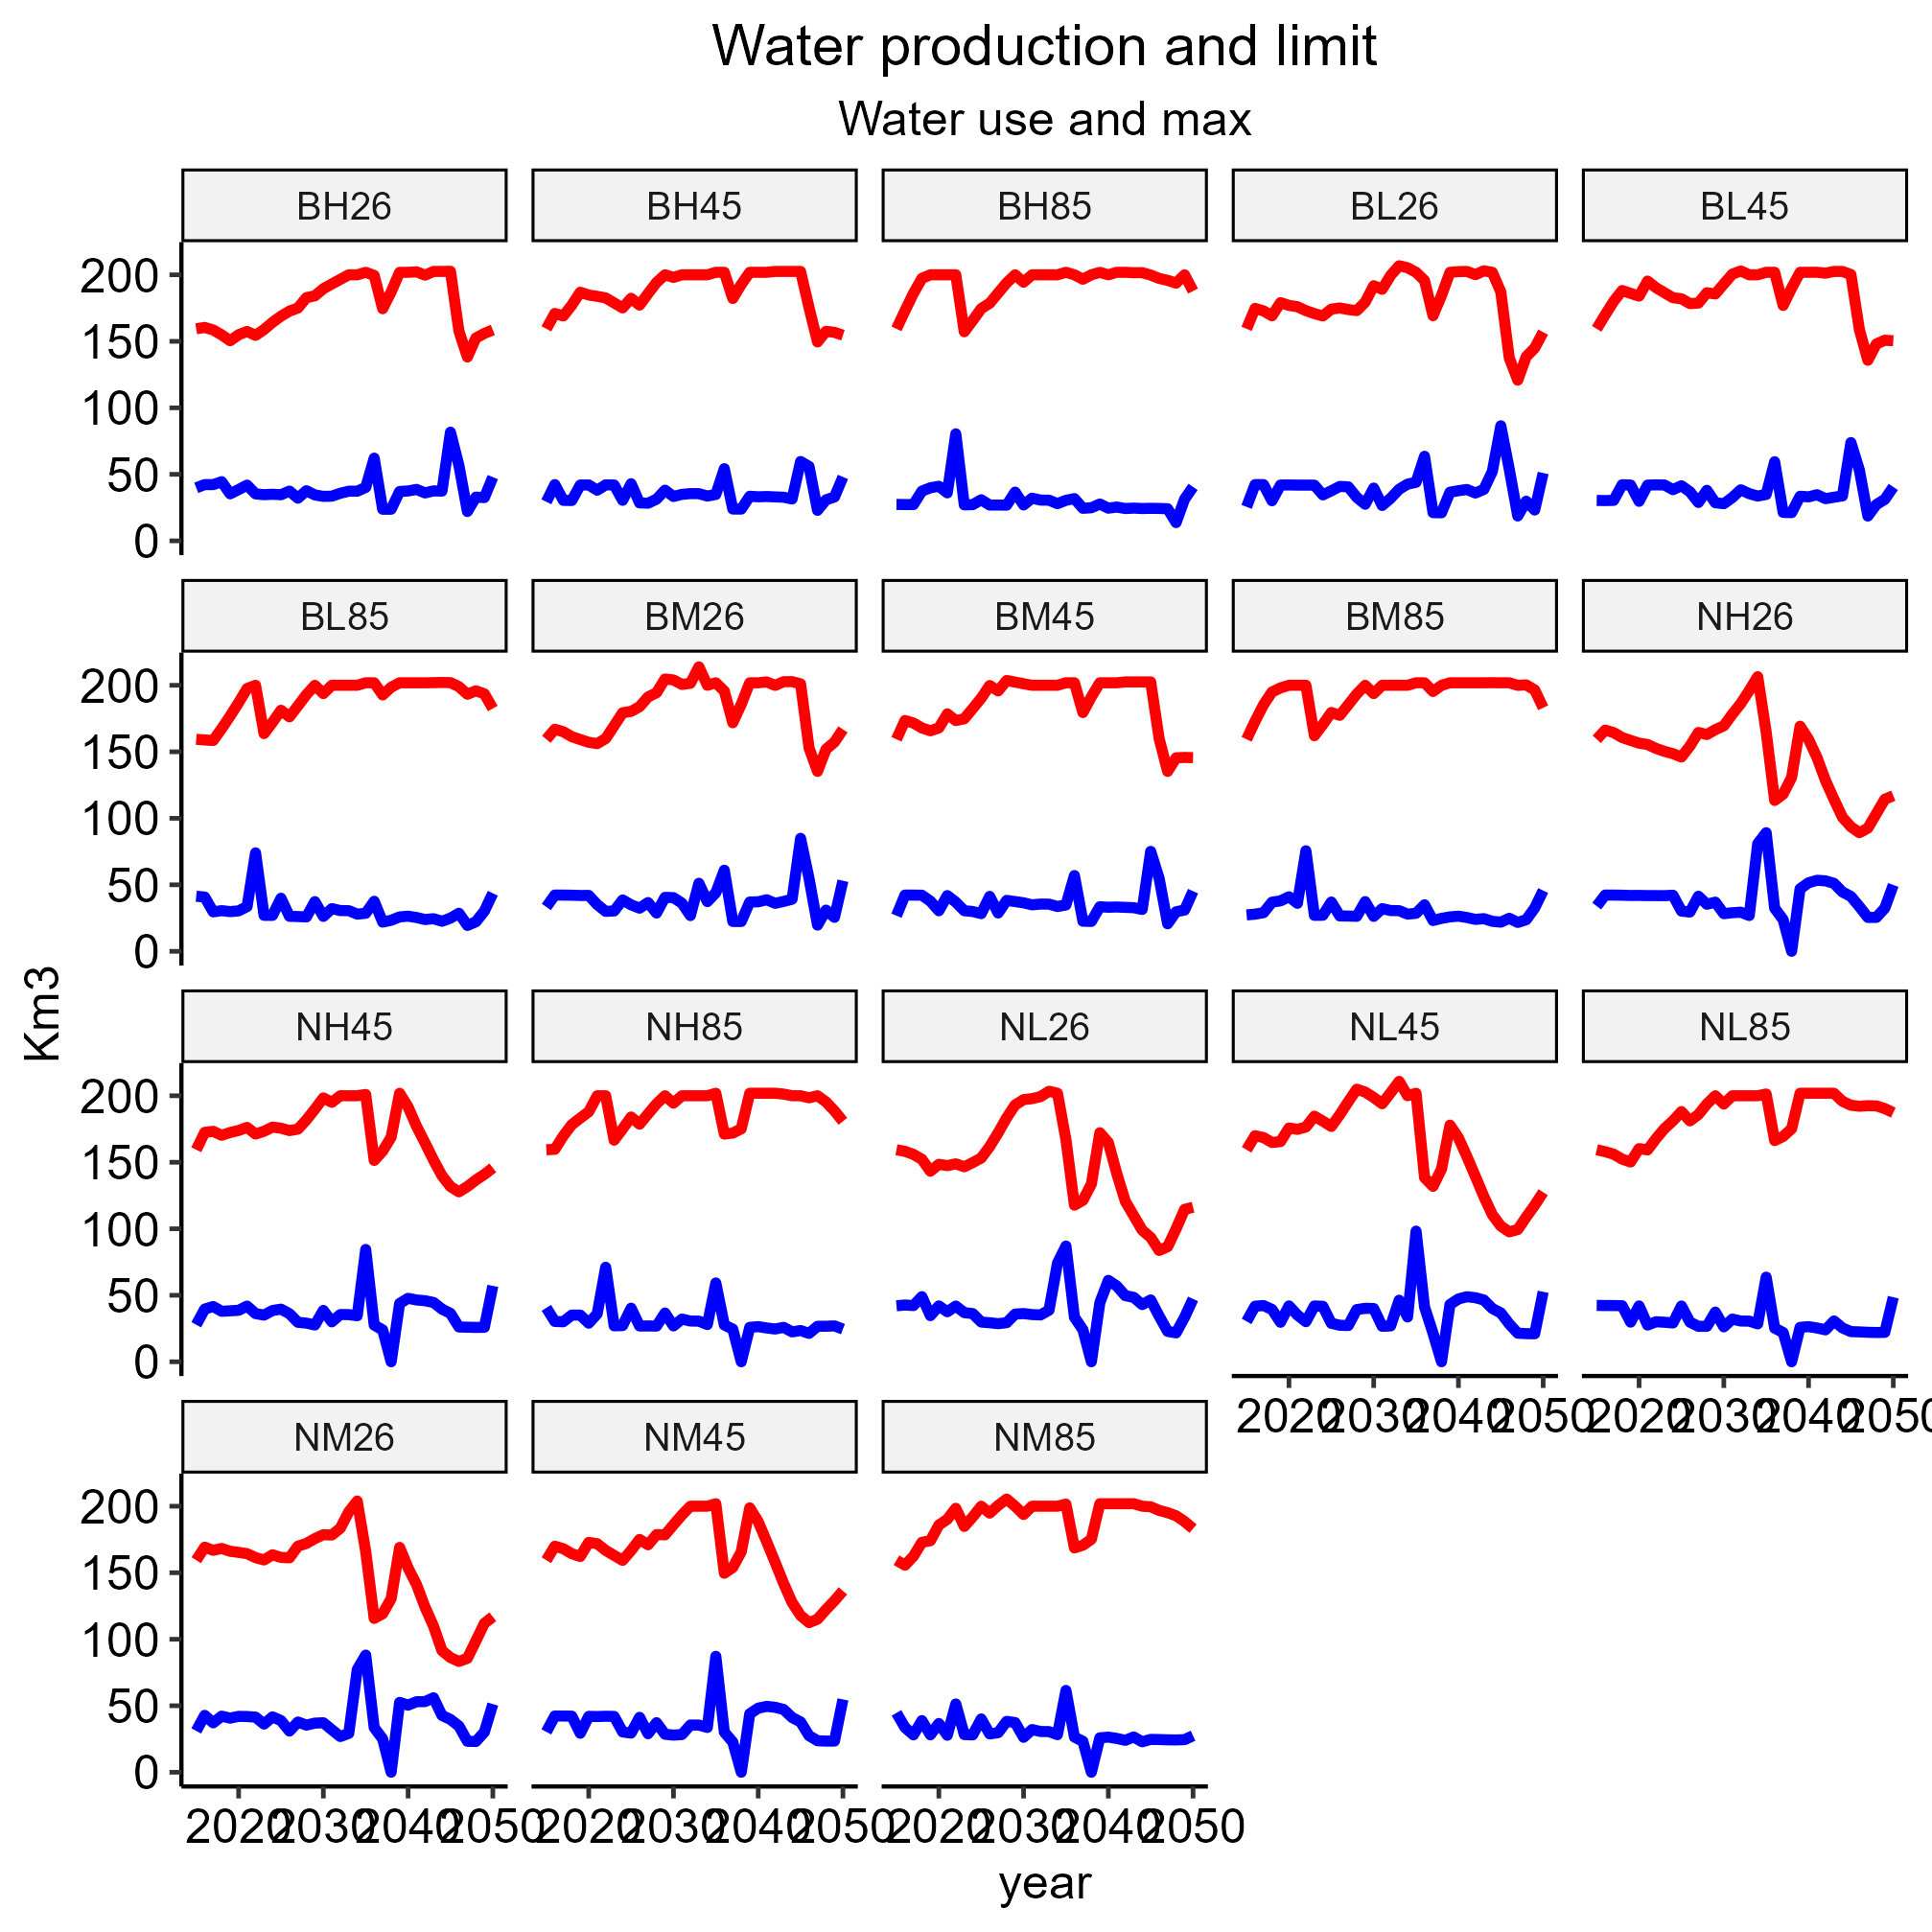 Water production and limit
Water use and max
BH26 BH45 BH85 BL26 BL45
200
150
100
50
0
BL85 BM26 BM45 BM85 NH26
200
150
100
50
0
Km3
NH45 NH85 NL26 NL45 NL85
200
150
100
50
0
2020 2030 2040 2050 2020 2030 2040 2050
NM26 NM45 NM85
200
150
100
50
0
2020 2030 2040 2050 2020 2030 2040 2050 2020 2030 2040 2050
year